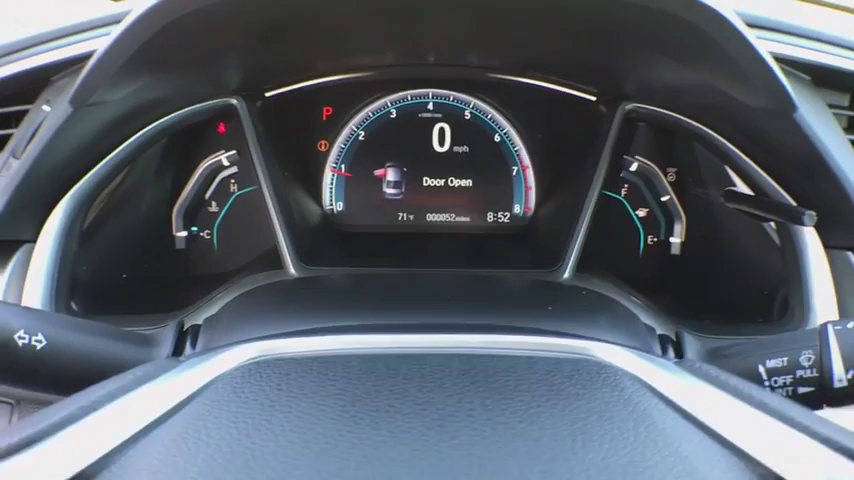 P
0 1 2 3 4 5 6 7 8
0 mph
Door Open
71°F 000052 miles 8:52
H
C
F
E
MIST
OFF
INT
PULL